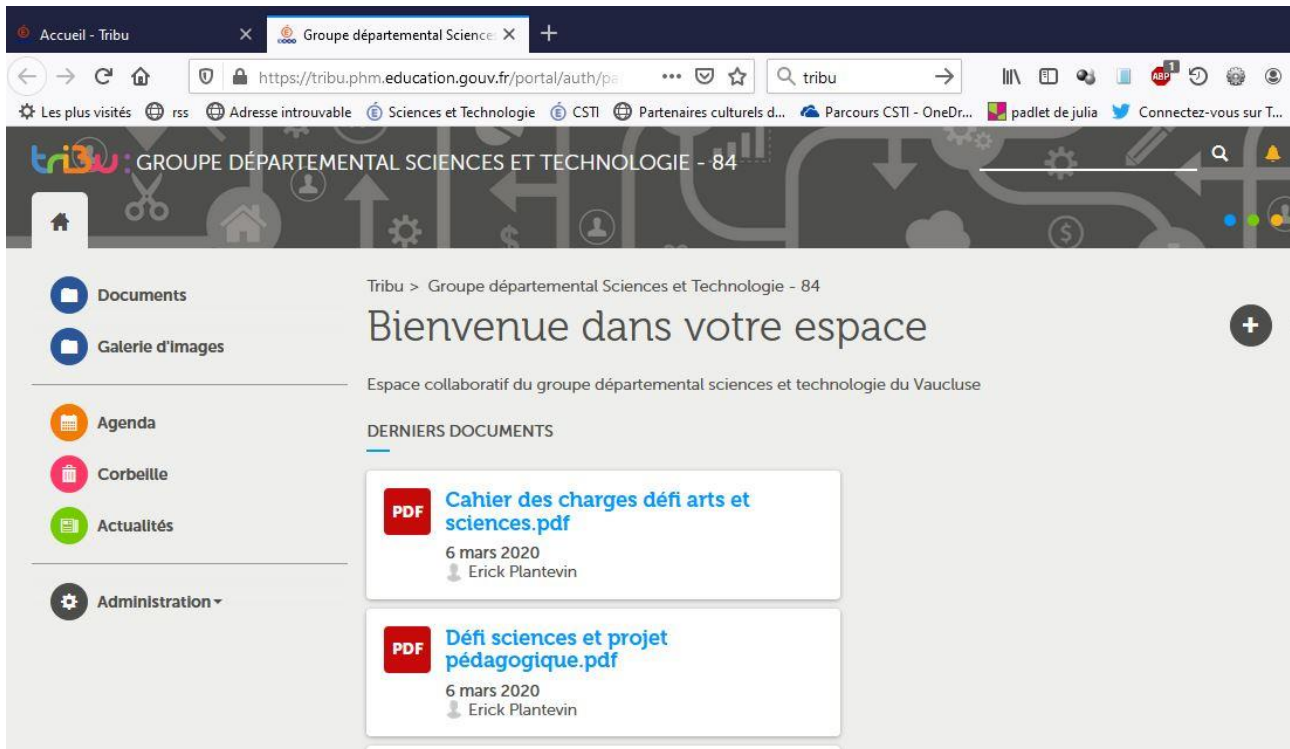 Accueil - Tribu
Groupe départemental Science
https://tribu.phm.education.gouv.fr/portal/auth/pa
tribu
ABP 1
Les plus visités rss Adresse introuvable Sciences et Technologie CSTI Partenaires culturels d... Parcours CSTI - OneDr... padlet de julia Connectez-vous sur T...
tribu : GROUPE DÉPARTEMENTAL SCIENCES ET TECHNOLOGIE - 84
Documents
Galerie d'images
Agenda
Corbeille
Actualités
Administration
Tribu > Groupe départemental Sciences et Technologie - 84
Bienvenue dans votre espace
Espace collaboratif du groupe départemental sciences et technologie du Vaucluse
DERNIERS DOCUMENTS
PDF
Cahier des charges défi arts et
sciences.pdf
6 mars 2020
Erick Plantevin
PDF
Défi sciences et projet
pédagogique.pdf
6 mars 2020
Erick Plantevin